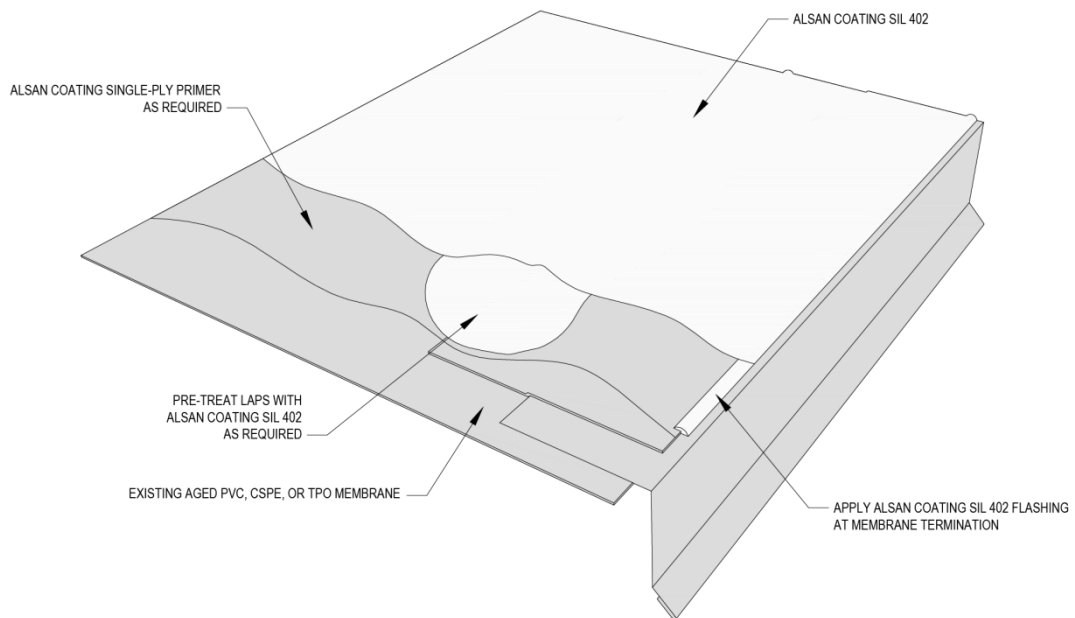 ALSAN COATING SIL 402
ALSAN COATING SINGLE-PLY PRIMER
AS REQUIRED
PRE-TREAT LAPS WITH
ALSAN COATING SIL 402
AS REQUIRED
EXISTING AGED PVC, CSPE, OR TPO MEMBRANE
APPLY ALSAN COATING SIL 402 FLASHING
AT MEMBRANE TERMINATION